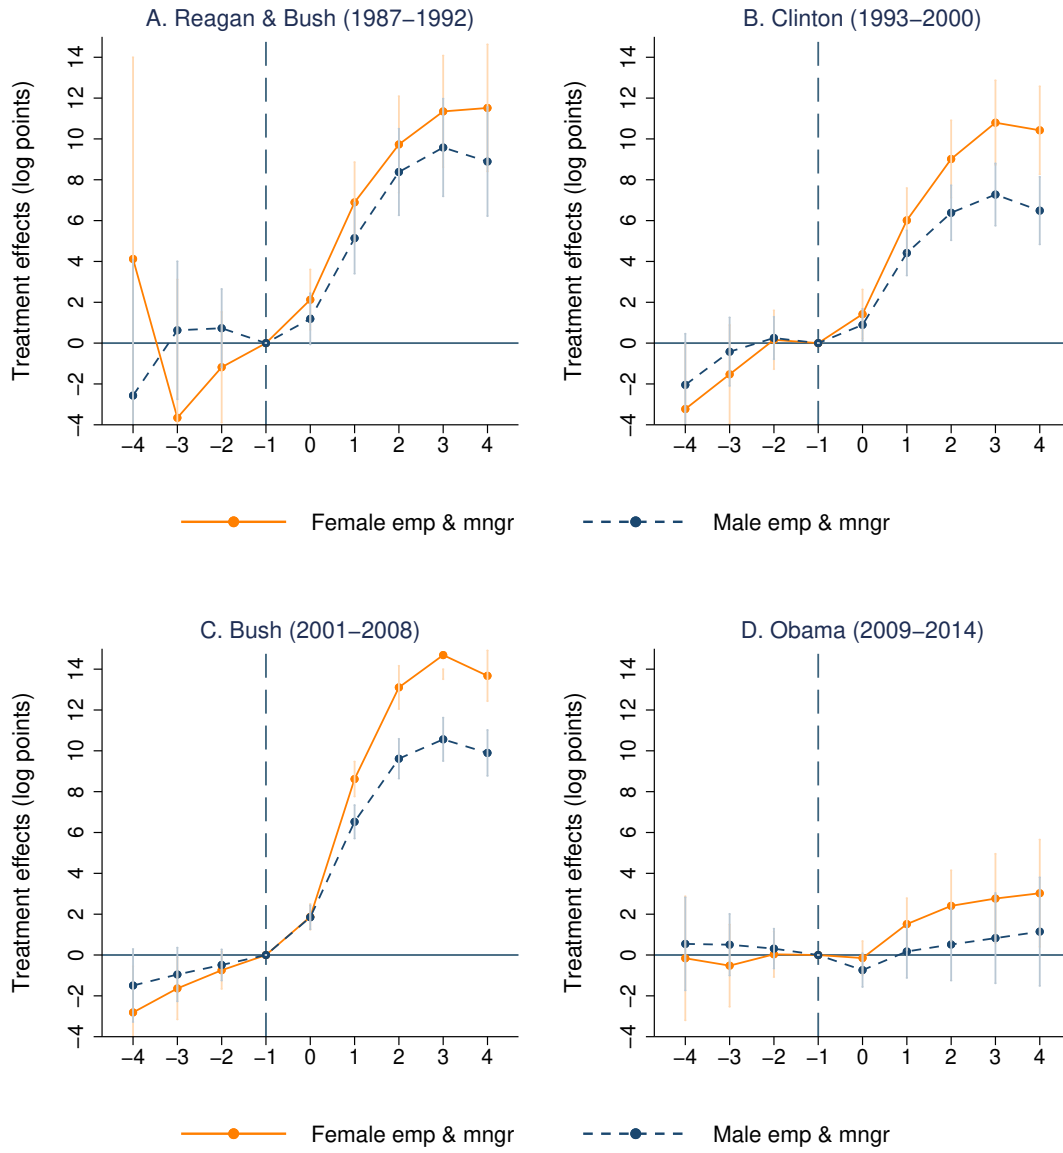 A. Reagan & Bush (1987−1992)
B. Clinton (1993−2000)
Treatment effects (log points)
−4 −2 0 2 4 6 8 10 12 14
−4 −3 −2 −1 0 1 2 3 4
Treatment effects (log points)
−4 −2 0 2 4 6 8 10 12 14
−4 −3 −2 −1 0 1 2 3 4
Female emp & mngr
Male emp & mngr
C. Bush (2001−2008)
D. Obama (2009−2014)
Treatment effects (log points)
−4 −2 0 2 4 6 8 10 12 14
−4 −3 −2 −1 0 1 2 3 4
Treatment effects (log points)
−4 −2 0 2 4 6 8 10 12 14
−4 −3 −2 −1 0 1 2 3 4
Female emp & mngr
Male emp & mngr